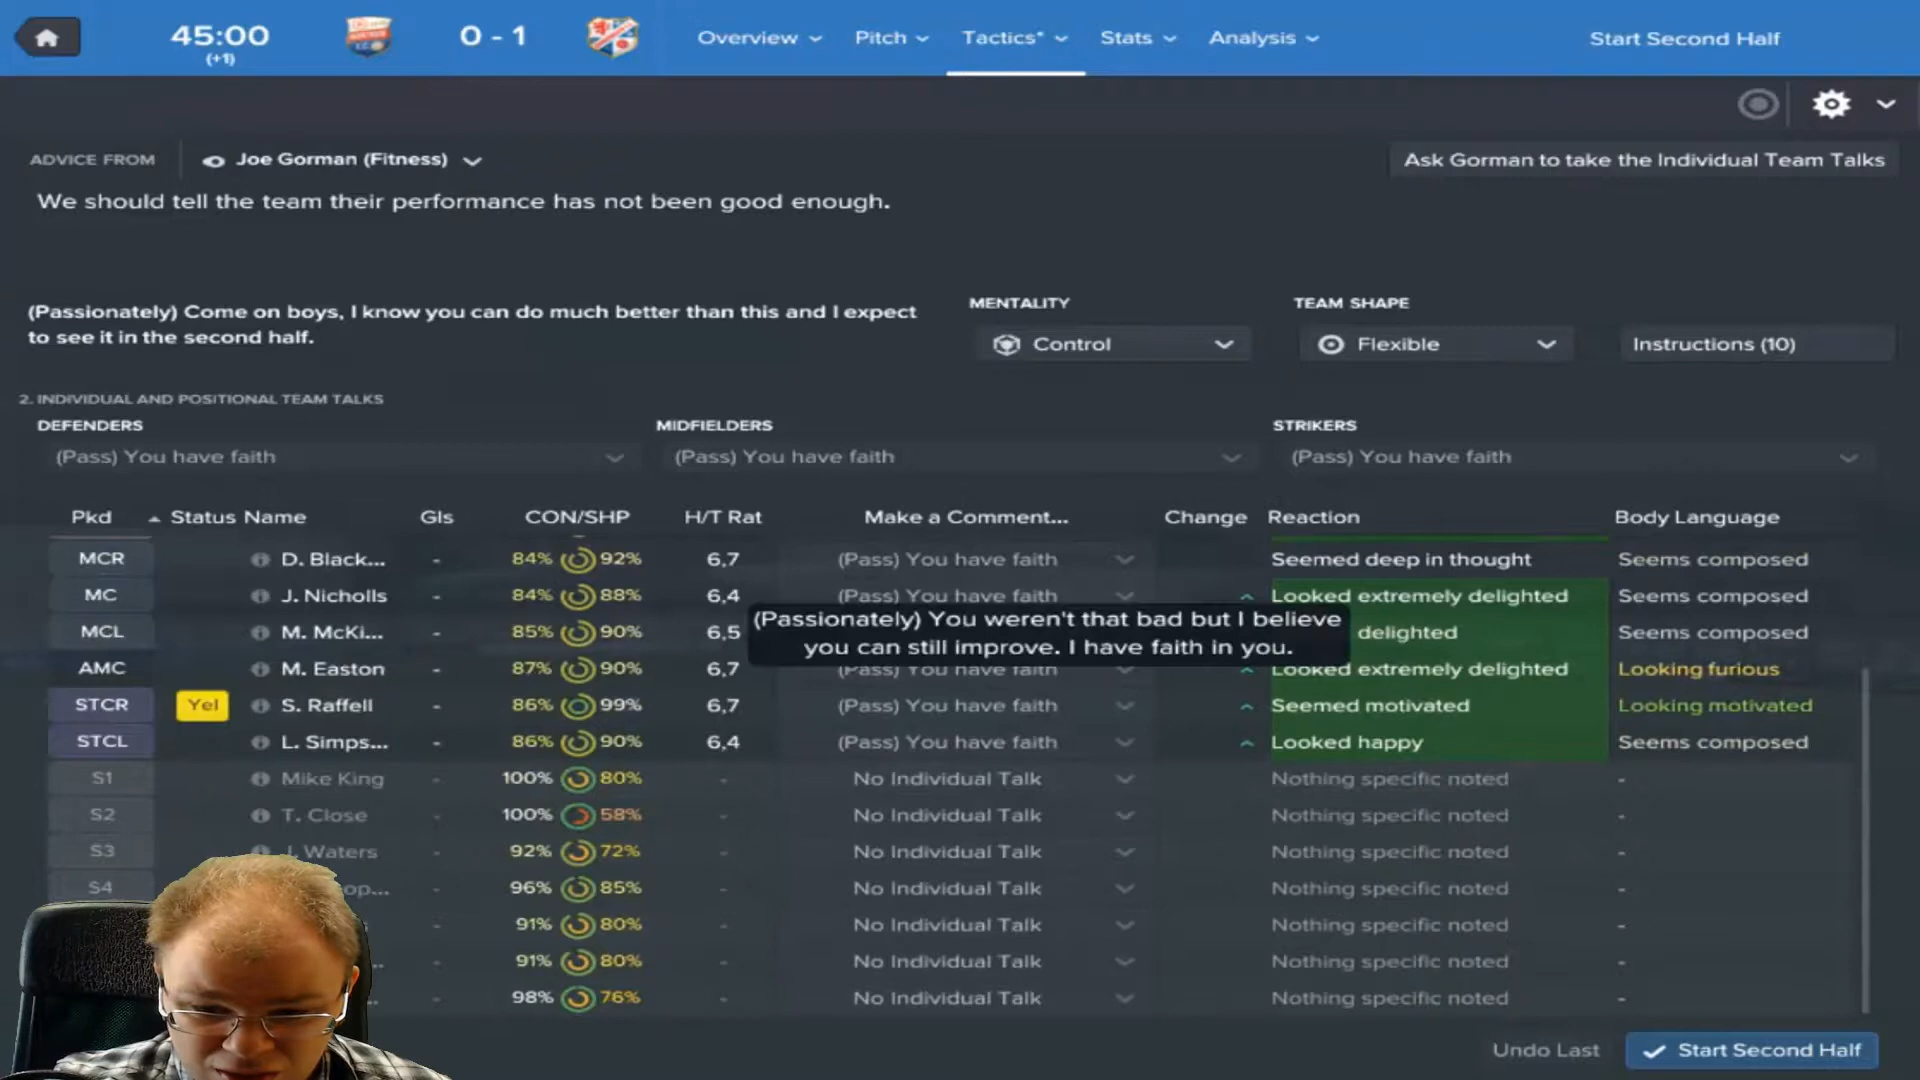 45:00
(+1)
0 - 1
Overview
Pitch
Tactics*
Stats
Analysis
Start Second Half
ADVICE FROM
Joe Gorman (Fitness)
Ask Gorman to take the Individual Team Talks
We should tell the team their performance has not been good enough.
(Passionately) Come on boys, I know you can do much better than this and I expect
to see it in the second half.
MENTALITY
Control
TEAM SHAPE
Flexible
Instructions (10)
2. INDIVIDUAL AND POSITIONAL TEAM TALKS
DEFENDERS
MIDFIELDERS
STRIKERS
(Pass) You have faith
(Pass) You have faith
(Pass) You have faith
Pkd Status Name Gls CON/SHP H/T Rat Make a Comment... Change Reaction Body Language
MCR D. Black... - 84% 92% 6,7 (Pass) You have faith Seemed deep in thought Seems composed
MC J. Nicholls - 84% 88% 6,4 (Pass) You have faith Looked extremely delighted Seems composed
MCL M. McKi... - 85% 90% 6,5 delighted Seems composed
(Passionately) You weren't that bad but I believe
you can still improve. I have faith in you.
AMC M. Easton - 87% 90% 6,7 (Pass) You have faith Looked extremely delighted Looking furious
STCR Yel S. Raffell - 86% 99% 6,7 (Pass) You have faith Seemed motivated Looking motivated
STCL L. Simps... - 86% 90% 6,4 (Pass) You have faith Looked happy Seems composed
S1 Mike King - 100% 80% - No Individual Talk Nothing specific noted -
S2 T. Close - 100% 58% - No Individual Talk Nothing specific noted -
S3 Waters - 92% 72% - No Individual Talk Nothing specific noted -
S4 op... - 96% 85% - No Individual Talk Nothing specific noted -
- 91% 80% - No Individual Talk Nothing specific noted -
... - 91% 80% - No Individual Talk Nothing specific noted -
... - 98% 76% - No Individual Talk Nothing specific noted -
Undo Last
Start Second Half